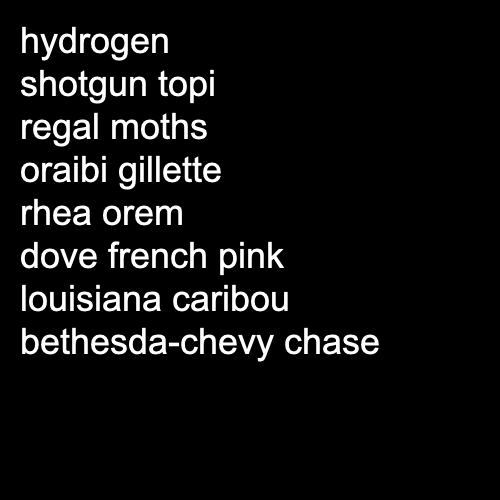 hydrogen
shotgun topi
regal moths
oraibi gillette
rhea orem
dove french pink
louisiana caribou
bethesda-chevy chase